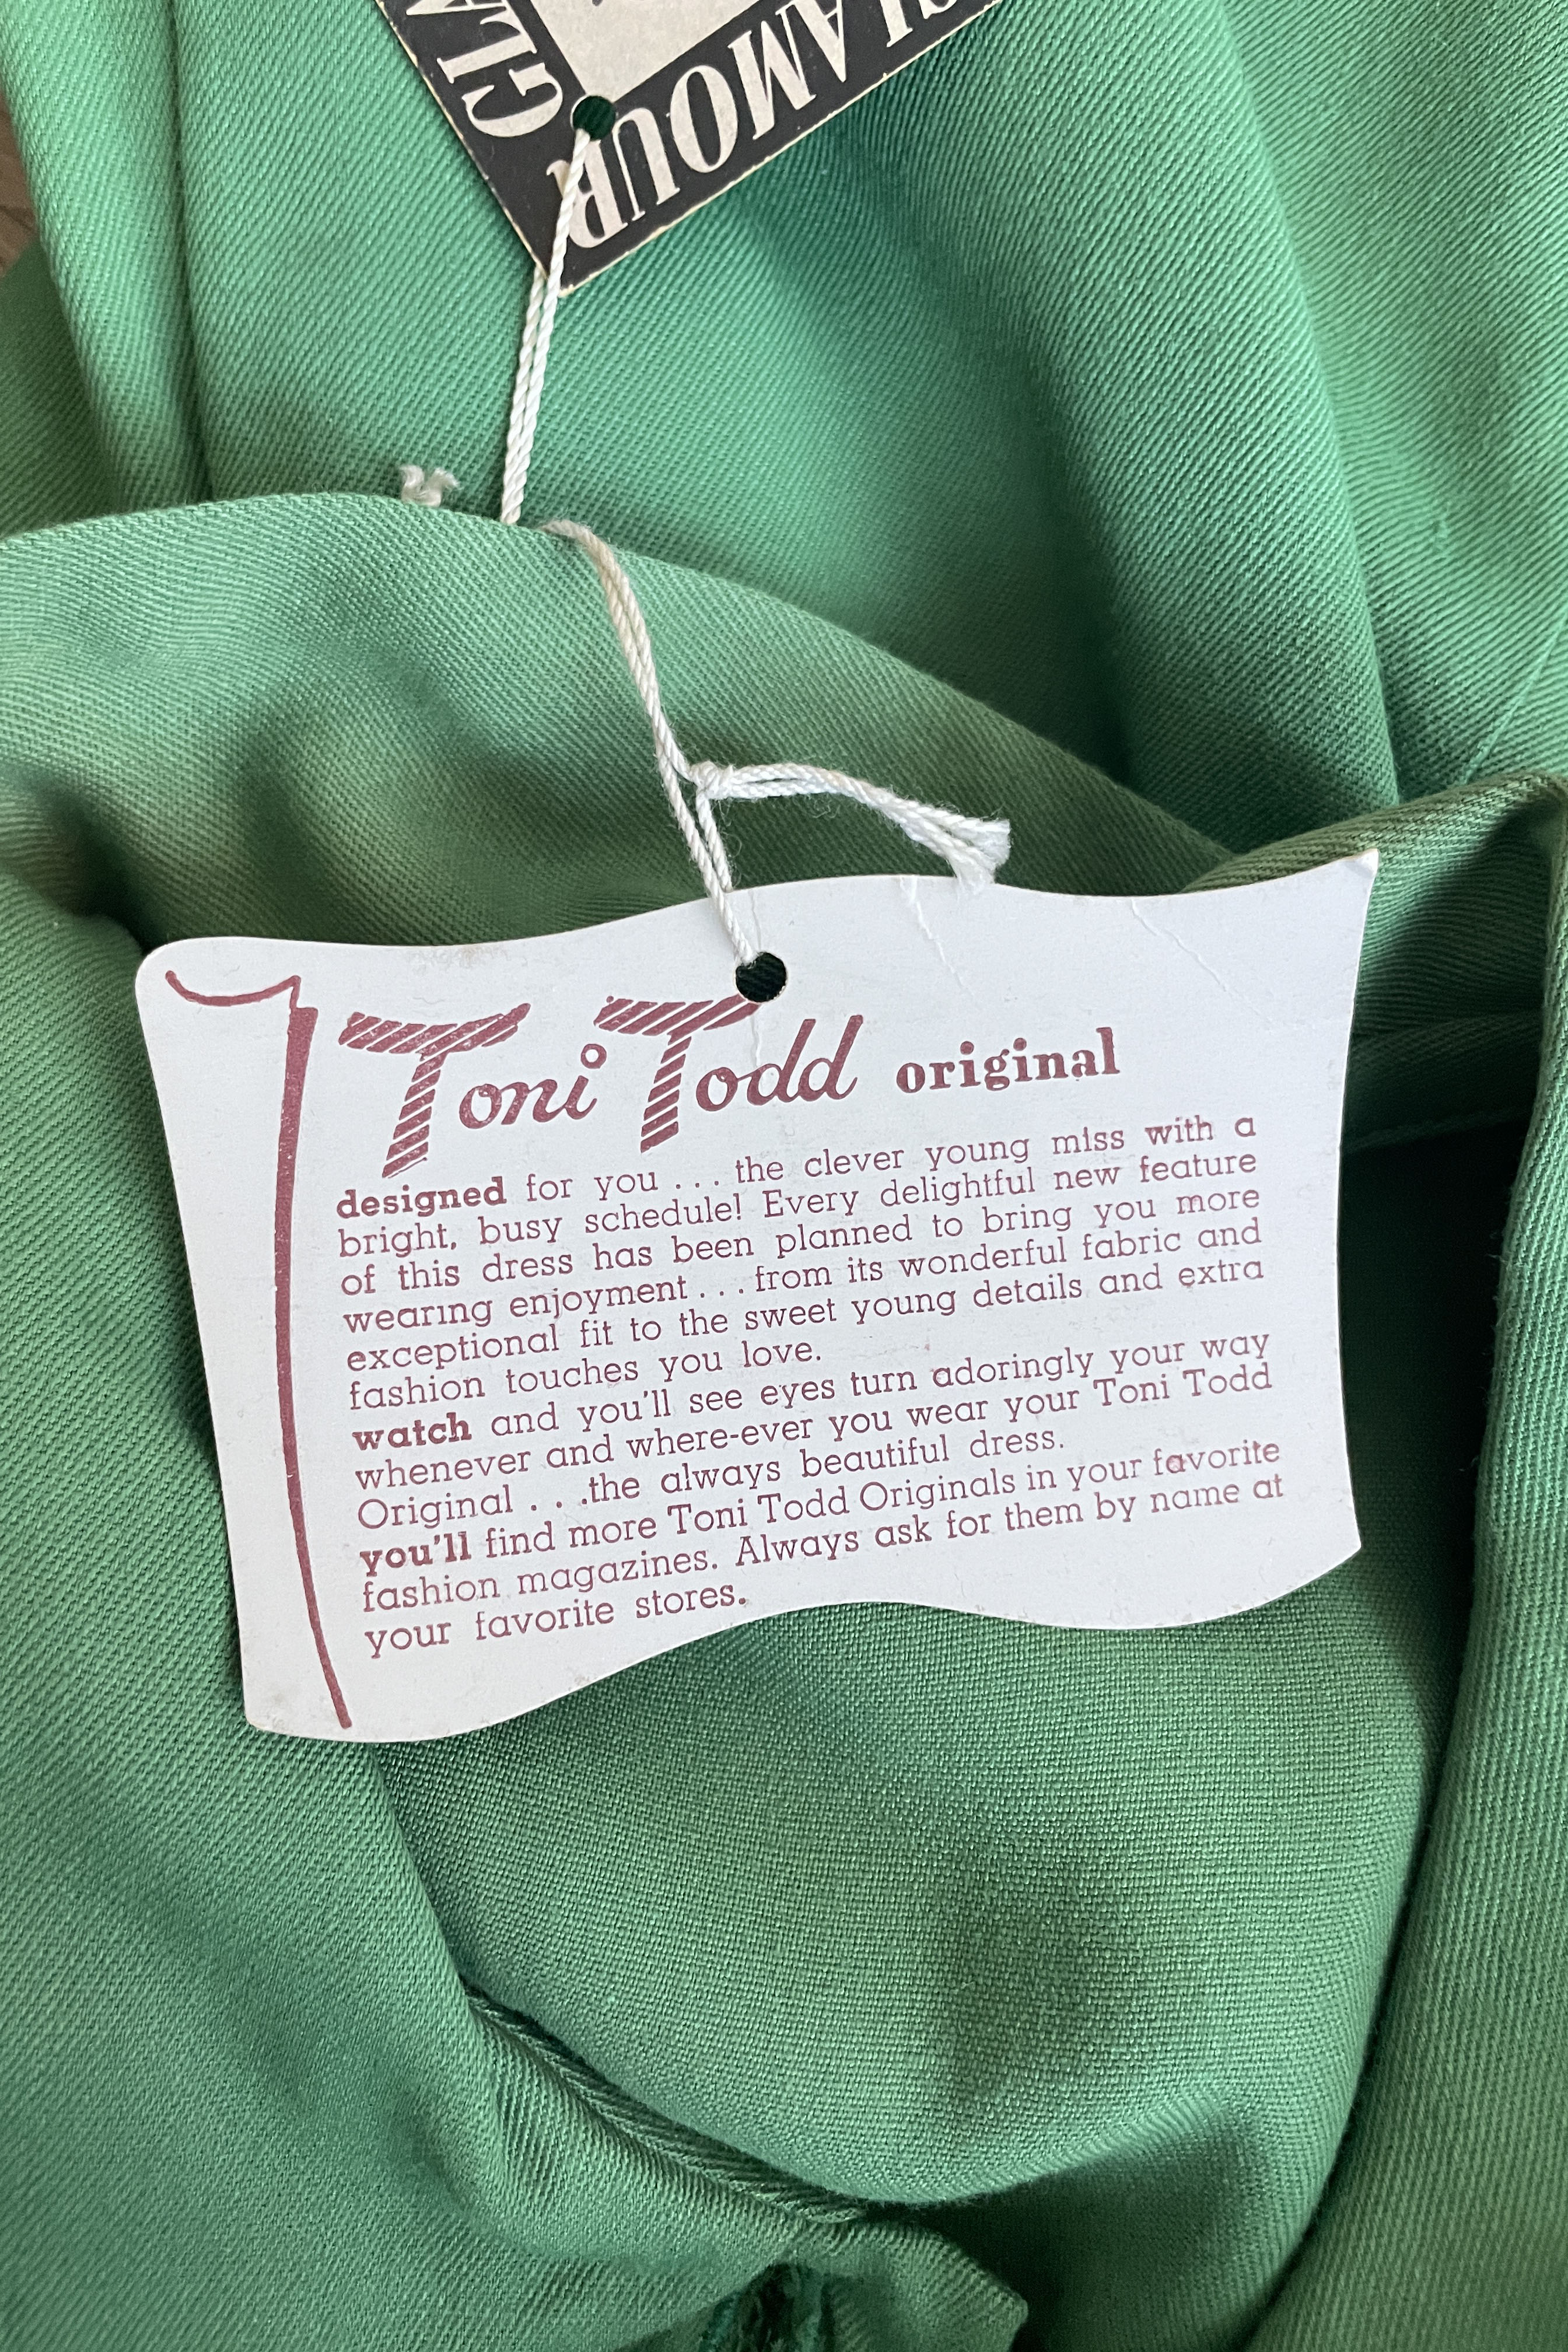 GLA
GLAMOUR
Toni Todd original
designed for you . . . the clever young miss with a
bright, busy schedule! Every delightful new feature
of this dress has been planned to bring you more
wearing enjoyment . . . from its wonderful fabric and
exceptional fit to the sweet young details and extra
fashion touches you love.
watch and you'll see eyes turn adoringly your way
whenever and where-ever you wear your Toni Todd
Original . . .the always beautiful dress.
you'll find more Toni Todd Originals in your favorite
fashion magazines. Always ask for them by name at
your favorite stores.